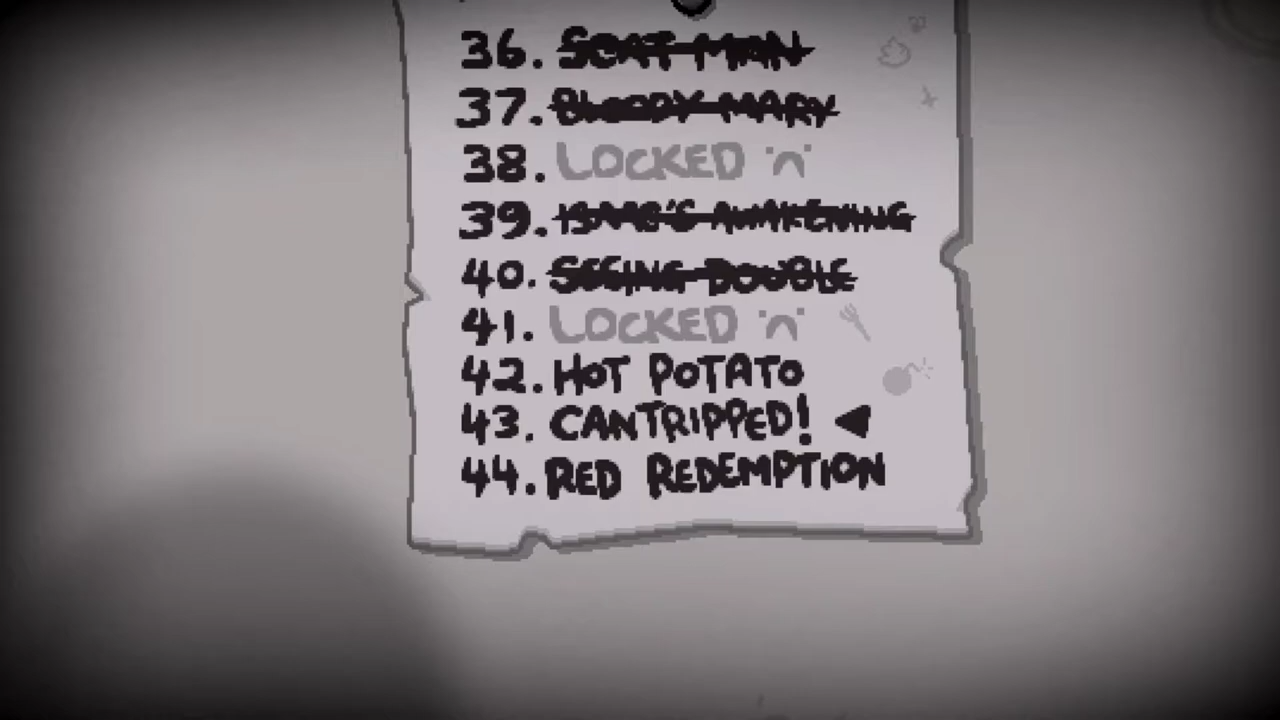 36. SCAT MAN
37. BLOODY MARY
38. LOCKED
39. ISAAC'S AWAKENING
40. SEEING DOUBLE
41. LOCKED
42. HOT POTATO
43. CANTRIPPED!
44. RED REDEMPTION